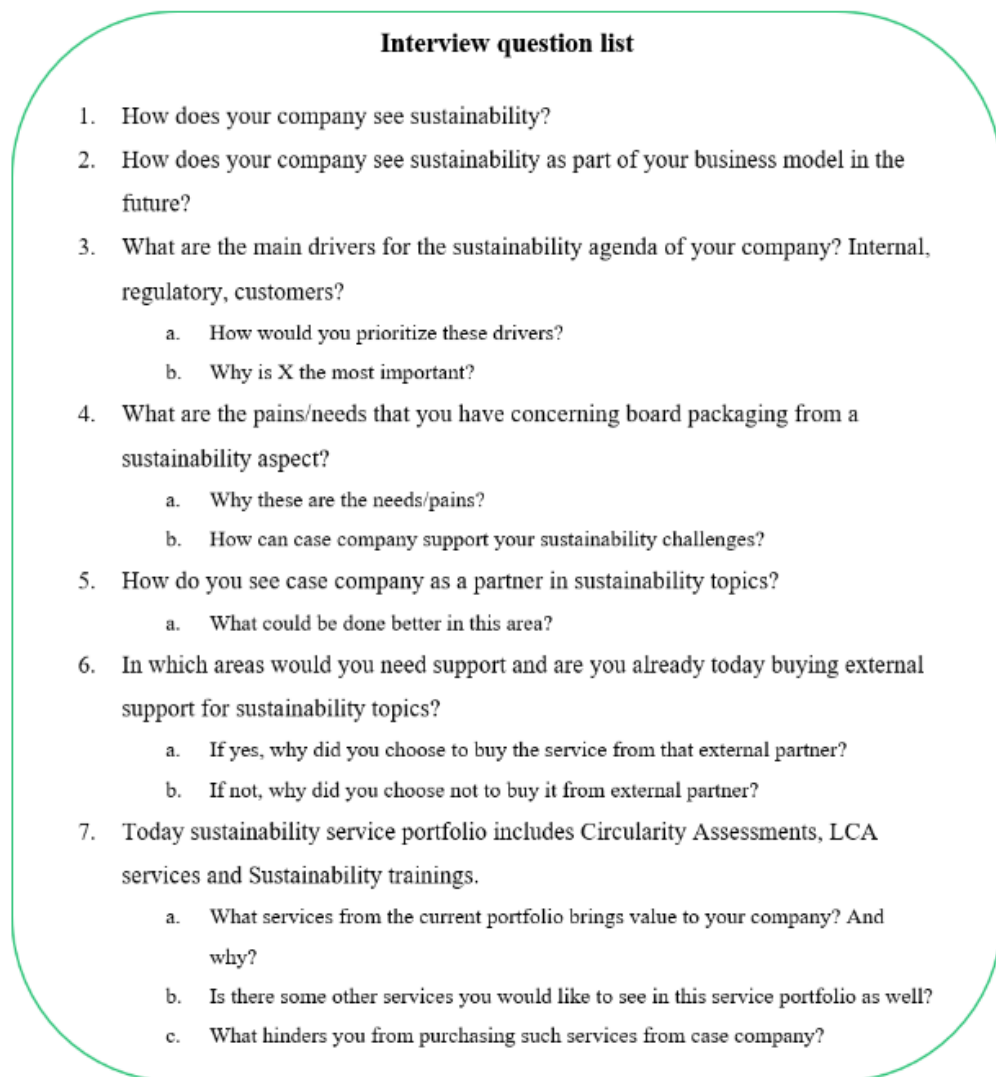 Interview question list
1. How does your company see sustainability?
2. How does your company see sustainability as part of your business model in the
future?
3. What are the main drivers for the sustainability agenda of your company? Internal,
regulatory, customers?
a. How would you prioritize these drivers?
b. Why is X the most important?
4. What are the pains/needs that you have concerning board packaging from a
sustainability aspect?
a. Why these are the needs/pains?
b. How can case company support your sustainability challenges?
5. How do you see case company as a partner in sustainability topics?
a. What could be done better in this area?
6. In which areas would you need support and are you already today buying external
support for sustainability topics?
a. If yes, why did you choose to buy the service from that external partner?
b. If not, why did you choose not to buy it from external partner?
7. Today sustainability service portfolio includes Circularity Assessments, LCA
services and Sustainability trainings.
a. What services from the current portfolio brings value to your company? And
why?
b. Is there some other services you would like to see in this service portfolio as well?
c. What hinders you from purchasing such services from case company?